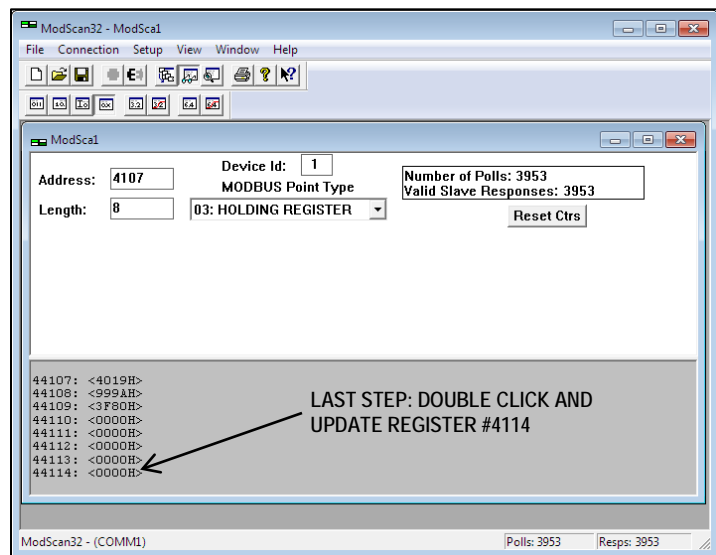 ModScan32 - ModSca1
File Connection Setup View Window Help
ModSca1
Address: 4107
Device Id: 1
MODBUS Point Type
Length: 8
03: HOLDING REGISTER
Number of Polls: 3953
Valid Slave Responses: 3953
Reset Ctrs
44107: <4019H>
44108: <999AH>
44109: <3F80H>
44110: <0000H>
44111: <0000H>
44112: <0000H>
44113: <0000H>
44114: <0000H>
LAST STEP: DOUBLE CLICK AND
UPDATE REGISTER #4114
ModScan32 - (COMM1)
Polls: 3953
Resps: 3953